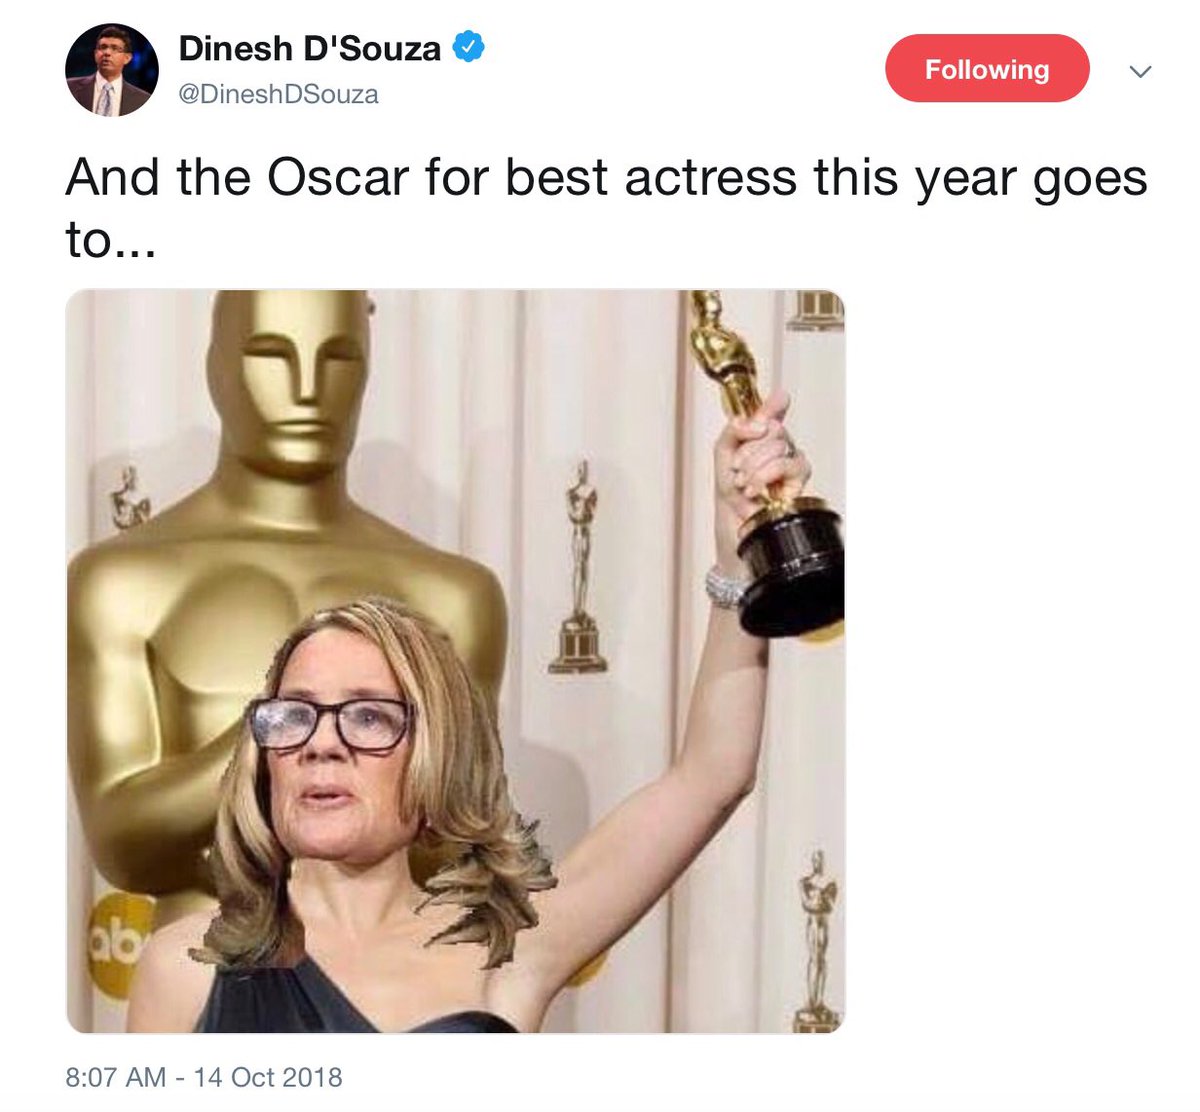 Dinesh D'Souza
@DineshDSouza
Following
And the Oscar for best actress this year goes
to...
ab
8:07 AM - 14 Oct 2018